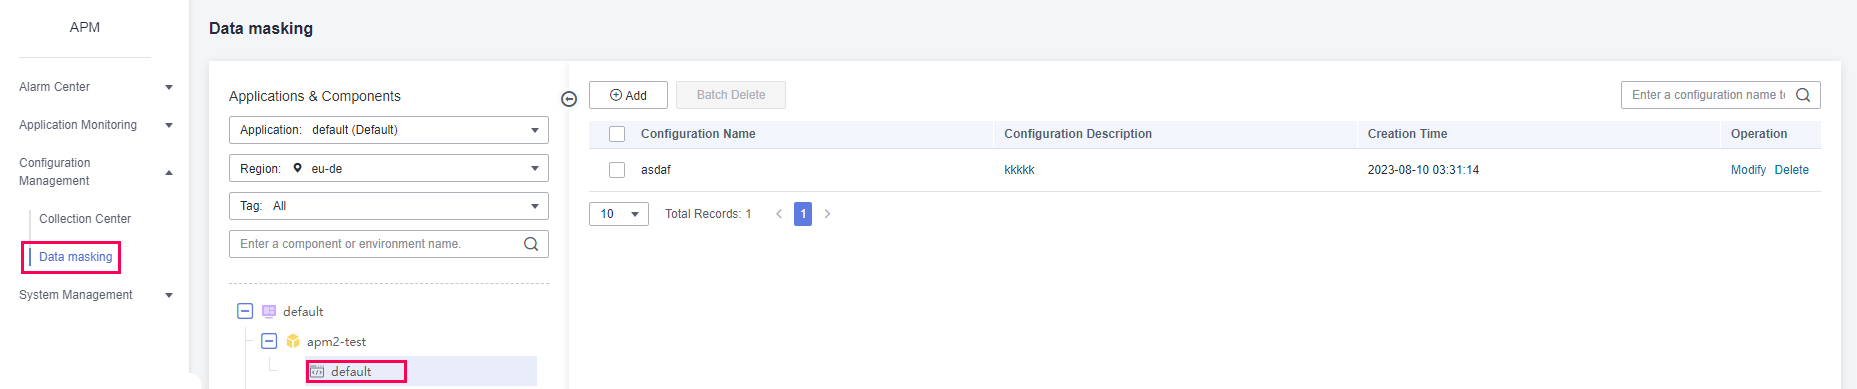 APM
Alarm Center
Application Monitoring
Configuration
Management
Collection Center
Data masking
System Management
Data masking
Applications & Components
Application: default (Default)
Region: eu-de
Tag: All
Enter a component or environment name.
default
apm2-test
default
Add
Batch Delete
Enter a configuration name t
Configuration Name
Configuration Description
Creation Time
Operation
asdaf
kkkkk
2023-08-10 03:31:14
Modify Delete
10
Total Records: 1
1